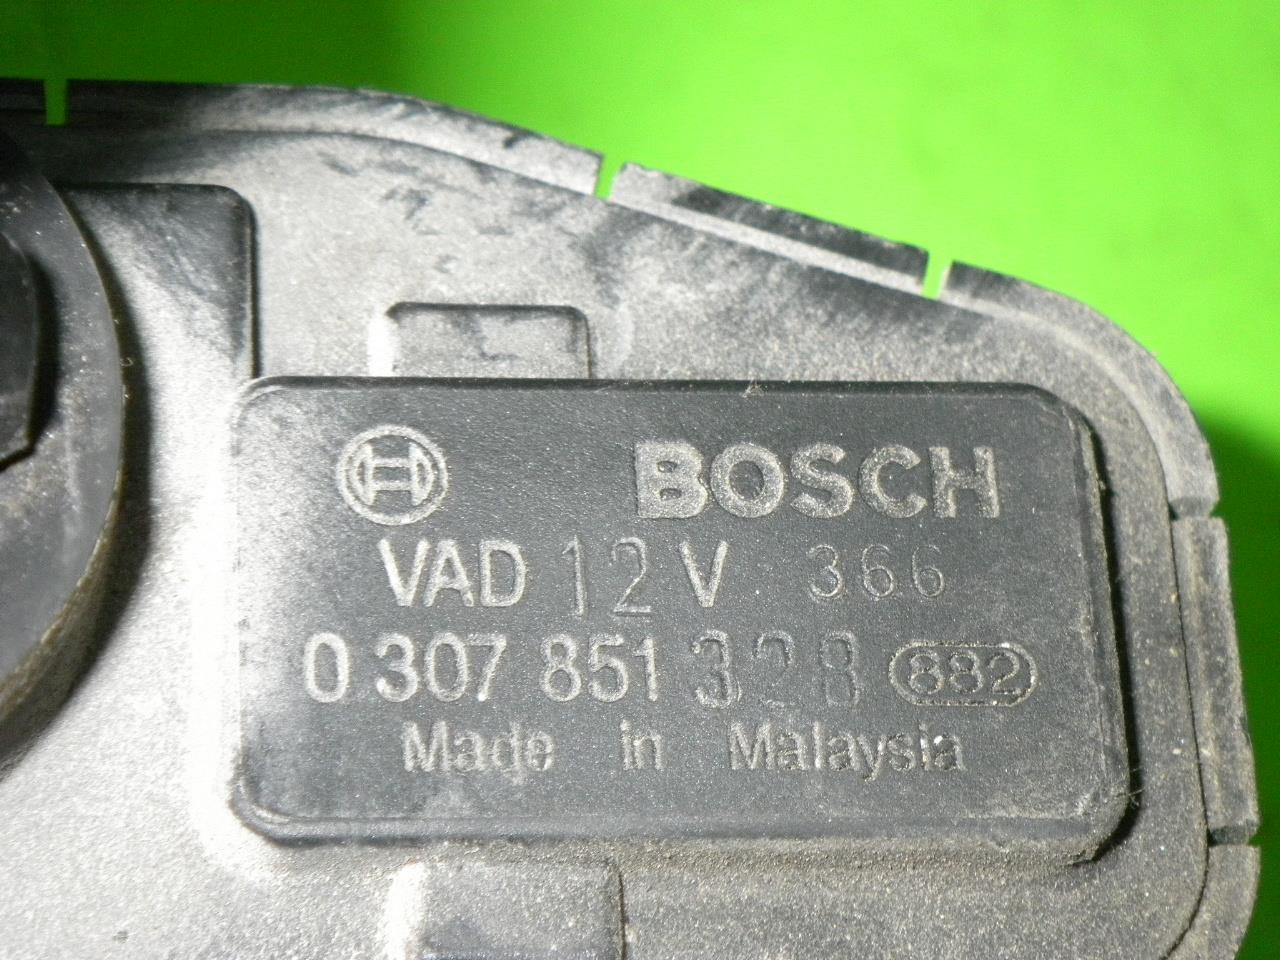 BOSCH
VAD 12 V 366
0 307 851 328 882
Made in Malaysia